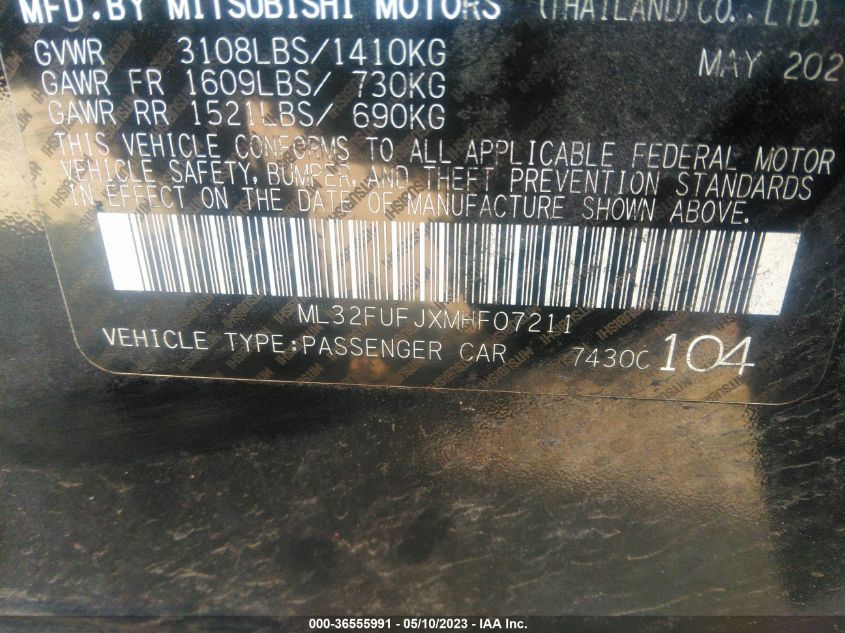 MFD. BY MITSUBISHI MOTORS (THAILAND) CO., LTD.
GVWR 3108LBS/1410KG MAY 202
GAWR FR 1609LBS/ 730KG
GAWR RR 1521LBS/ 690KG
THIS VEHICLE CONFORMS TO ALL APPLICABLE FEDERAL MOTOR
VEHICLE SAFETY, BUMPER, AND THEFT PREVENTION STANDARDS
IN EFFECT ON THE DATE OF MANUFACTURE SHOWN ABOVE.
ML32FUFJXMHF07211
VEHICLE TYPE:PASSENGER CAR 7430C 104
000-36555991 - 05/10/2023 - IAA Inc.